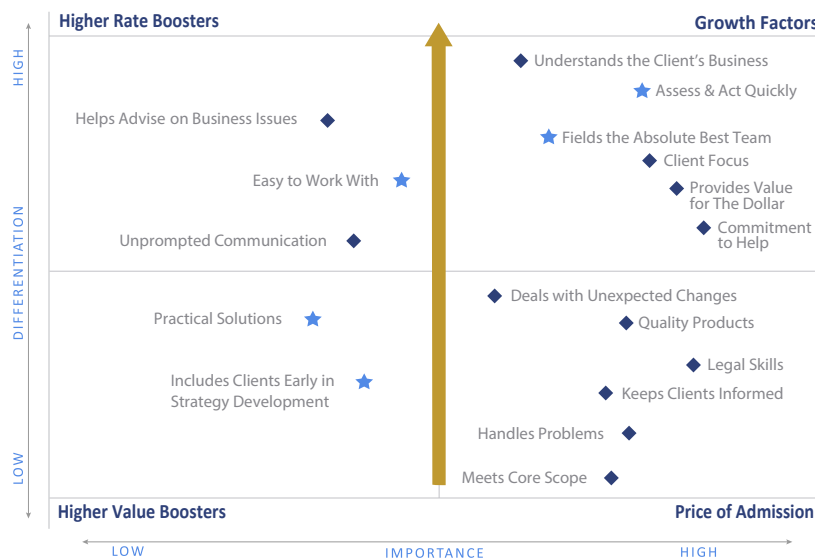 Higher Rate Boosters
Growth Factors
HIGH
DIFFERENTIATION
LOW
Understands the Client’s Business
Assess & Act Quickly
Helps Advise on Business Issues
Fields the Absolute Best Team
Client Focus
Easy to Work With
Provides Value
for The Dollar
Commitment
to Help
Unprompted Communication
Deals with Unexpected Changes
Practical Solutions
Quality Products
Legal Skills
Includes Clients Early in
Strategy Development
Keeps Clients Informed
Handles Problems
Meets Core Scope
Higher Value Boosters
Price of Admission
LOW
IMPORTANCE
HIGH